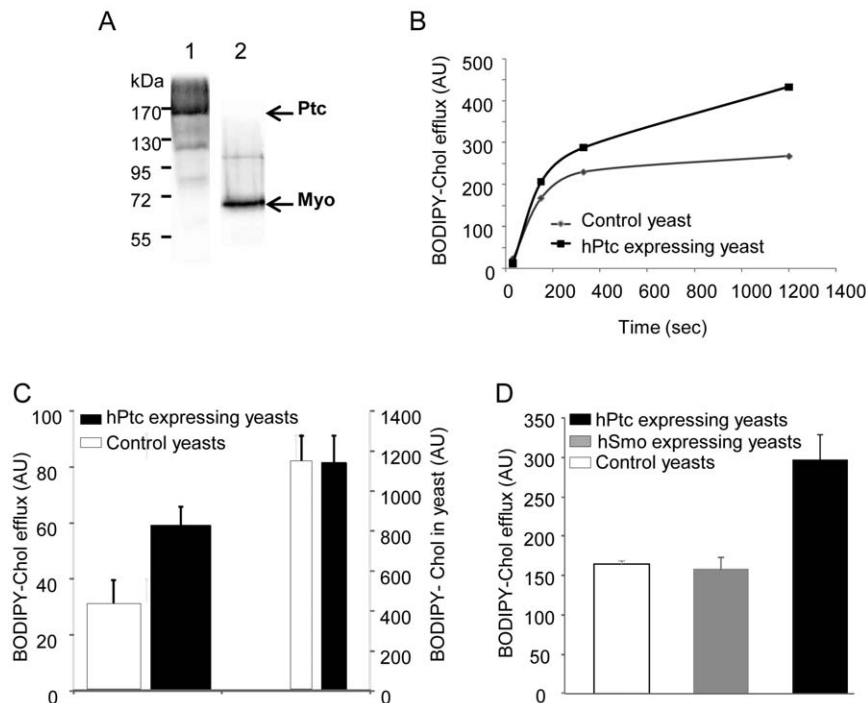 A
1 2
kDa
170
130
95
72
55
Ptc
Myo
B
BODIPY-Chol efflux (AU)
500
450
300
250
200
150
100
50
0
0 200 400 600 800 1000 1200 1400
Time (sec)
Control yeast
hPtc expressing yeast
C
BODIPY-Chol efflux (AU)
100
80
60
40
20
0
hPtc expressing yeasts
Control yeasts
1400
1200
1000
800
600
400
200
0
BODIPY- Chol in yeast (AU)
D
BODIPY-Chol efflux (AU)
350
300
250
200
150
100
50
0
hPtc expressing yeasts
hSmo expressing yeasts
Control yeasts